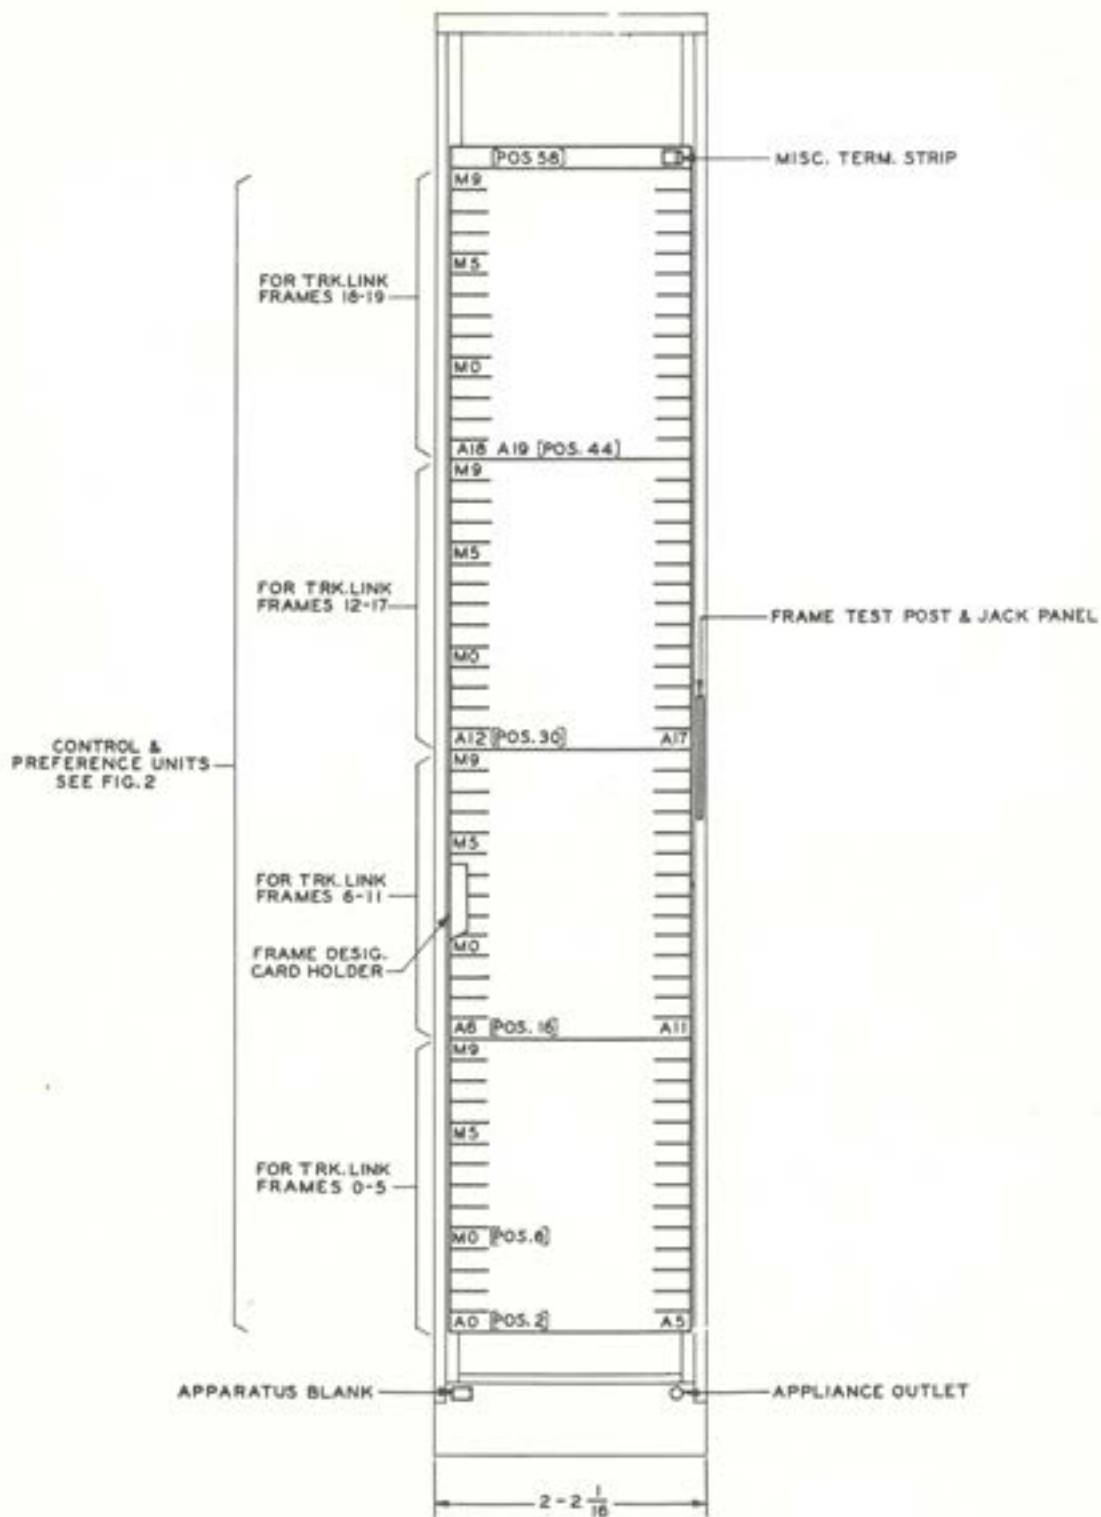 [POS 58]
MISC. TERM. STRIP
M9
M5
FOR TRK.LINK
FRAMES 18-19
M0
A18 A19 [POS. 44]
M9
M5
FOR TRK.LINK
FRAMES 12-17
FRAME TEST POST & JACK PANEL
M0
A12 [POS. 30] A17
CONTROL &
PREFERENCE UNITS
SEE FIG. 2
M9
M5
FOR TRK.LINK
FRAMES 6-11
M0
FRAME DESIG.
CARD HOLDER
A6 [POS. 16] A11
M9
M5
FOR TRK.LINK
FRAMES 0-5
M0 [POS.6]
A0 [POS. 2] A5
APPARATUS BLANK
APPLIANCE OUTLET
2-2 1/16